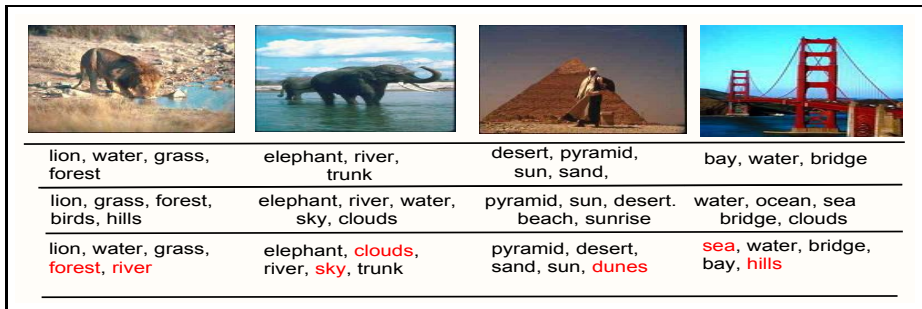 lion, water, grass,
forest
elephant, river,
trunk
desert, pyramid,
sun, sand,
bay, water, bridge
lion, grass, forest,
birds, hills
elephant, river, water,
sky, clouds
pyramid, sun, desert.
beach, sunrise
water, ocean, sea
bridge, clouds
lion, water, grass,
forest, river
elephant, clouds,
river, sky, trunk
pyramid, desert,
sand, sun, dunes
sea, water, bridge,
bay, hills